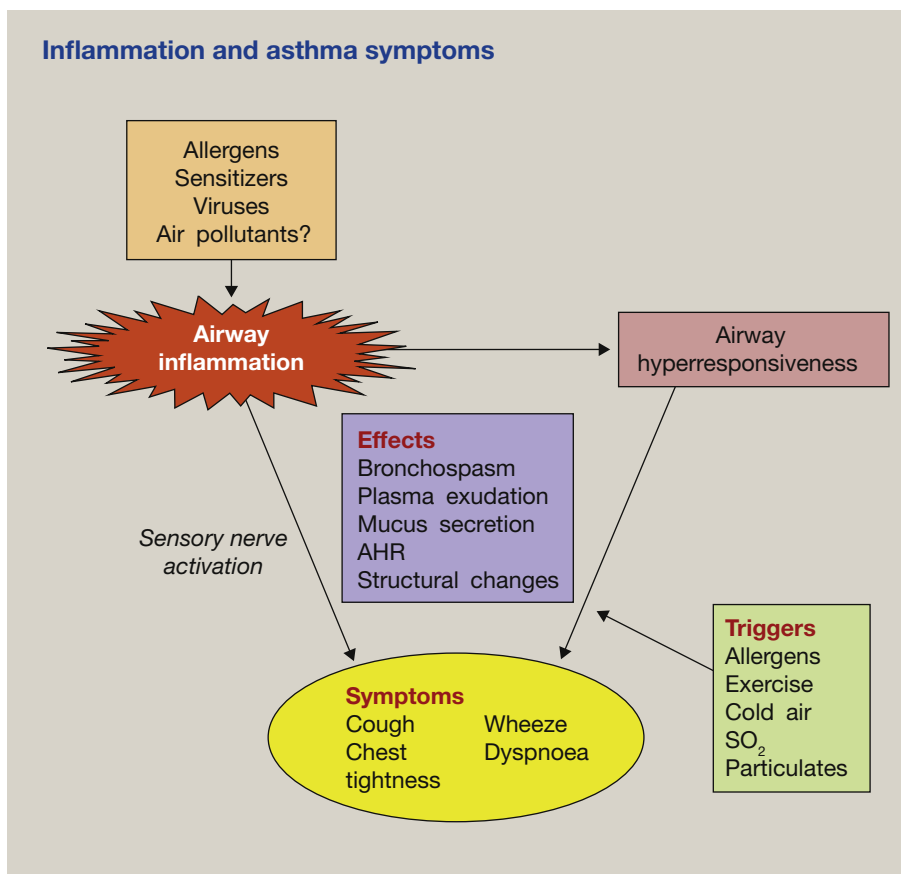 Inflammation and asthma symptoms
Allergens
Sensitizers
Viruses
Air pollutants?
Airway
inflammation
Airway
hyperresponsiveness
Effects
Bronchospasm
Plasma exudation
Mucus secretion
AHR
Structural changes
Sensory nerve
activation
Triggers
Allergens
Exercise
Cold air
SO₂
Particulates
Symptoms
Cough Wheeze
Chest Dyspnoea
tightness